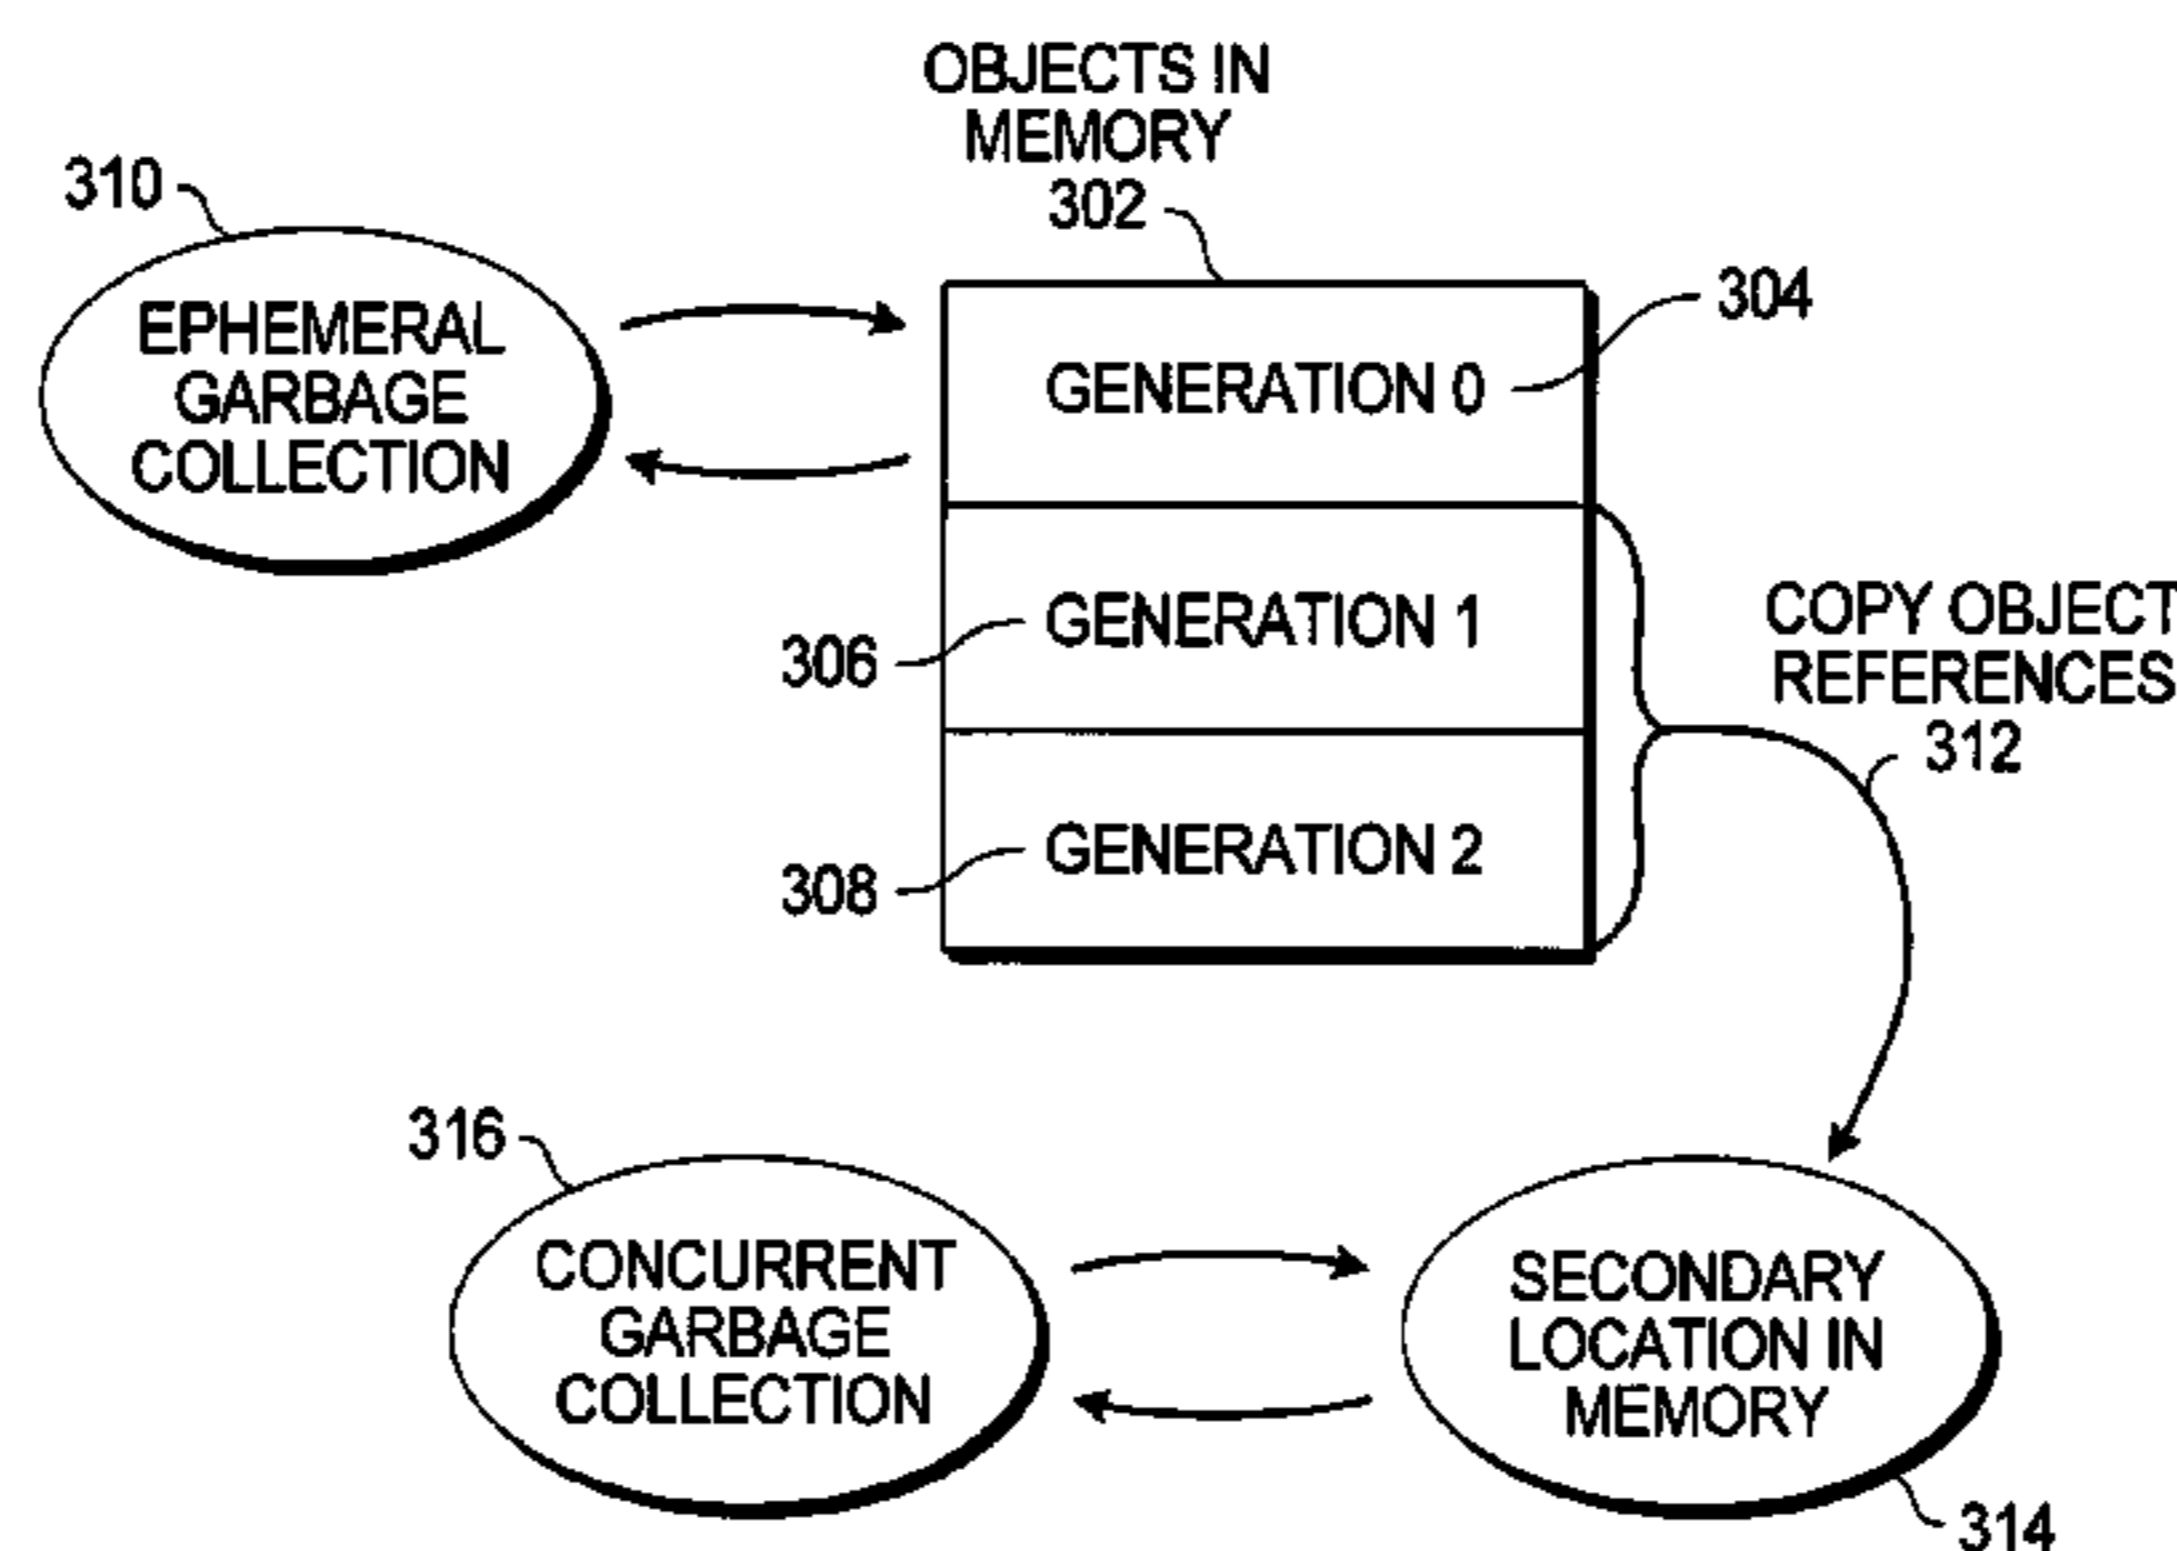 OBJECTS IN
MEMORY
302
310
304
EPHEMERAL
GARBAGE
COLLECTION
GENERATION 0
306
GENERATION 1
COPY OBJECT
REFERENCES
312
308
GENERATION 2
316
CONCURRENT
GARBAGE
COLLECTION
SECONDARY
LOCATION IN
MEMORY
314